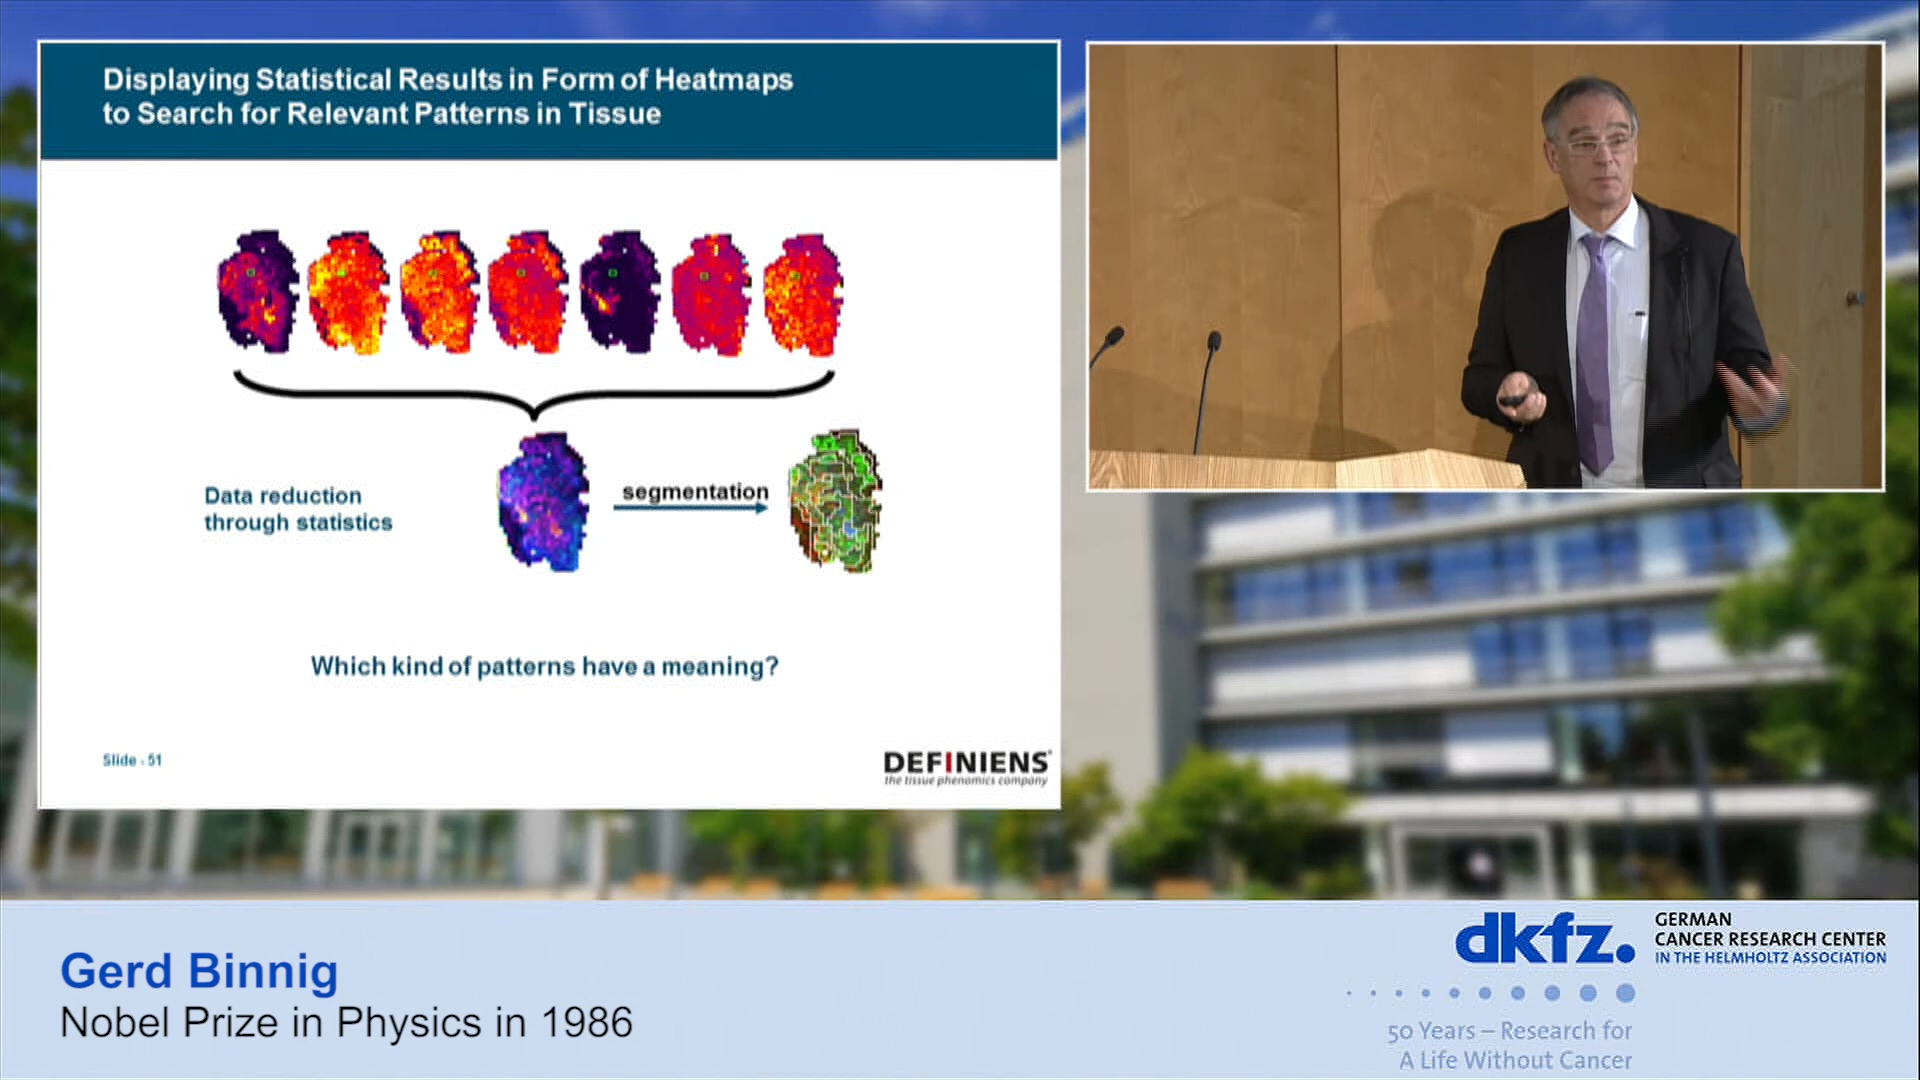 Displaying Statistical Results in Form of Heatmaps
to Search for Relevant Patterns in Tissue
Data reduction
through statistics
segmentation
Which kind of patterns have a meaning?
Slide - 51
DEFINIENS
the tissue phenomics company
Gerd Binnig
Nobel Prize in Physics in 1986
dkfz.
GERMAN
CANCER RESEARCH CENTER
IN THE HELMHOLTZ ASSOCIATION
50 Years – Research for
A Life Without Cancer